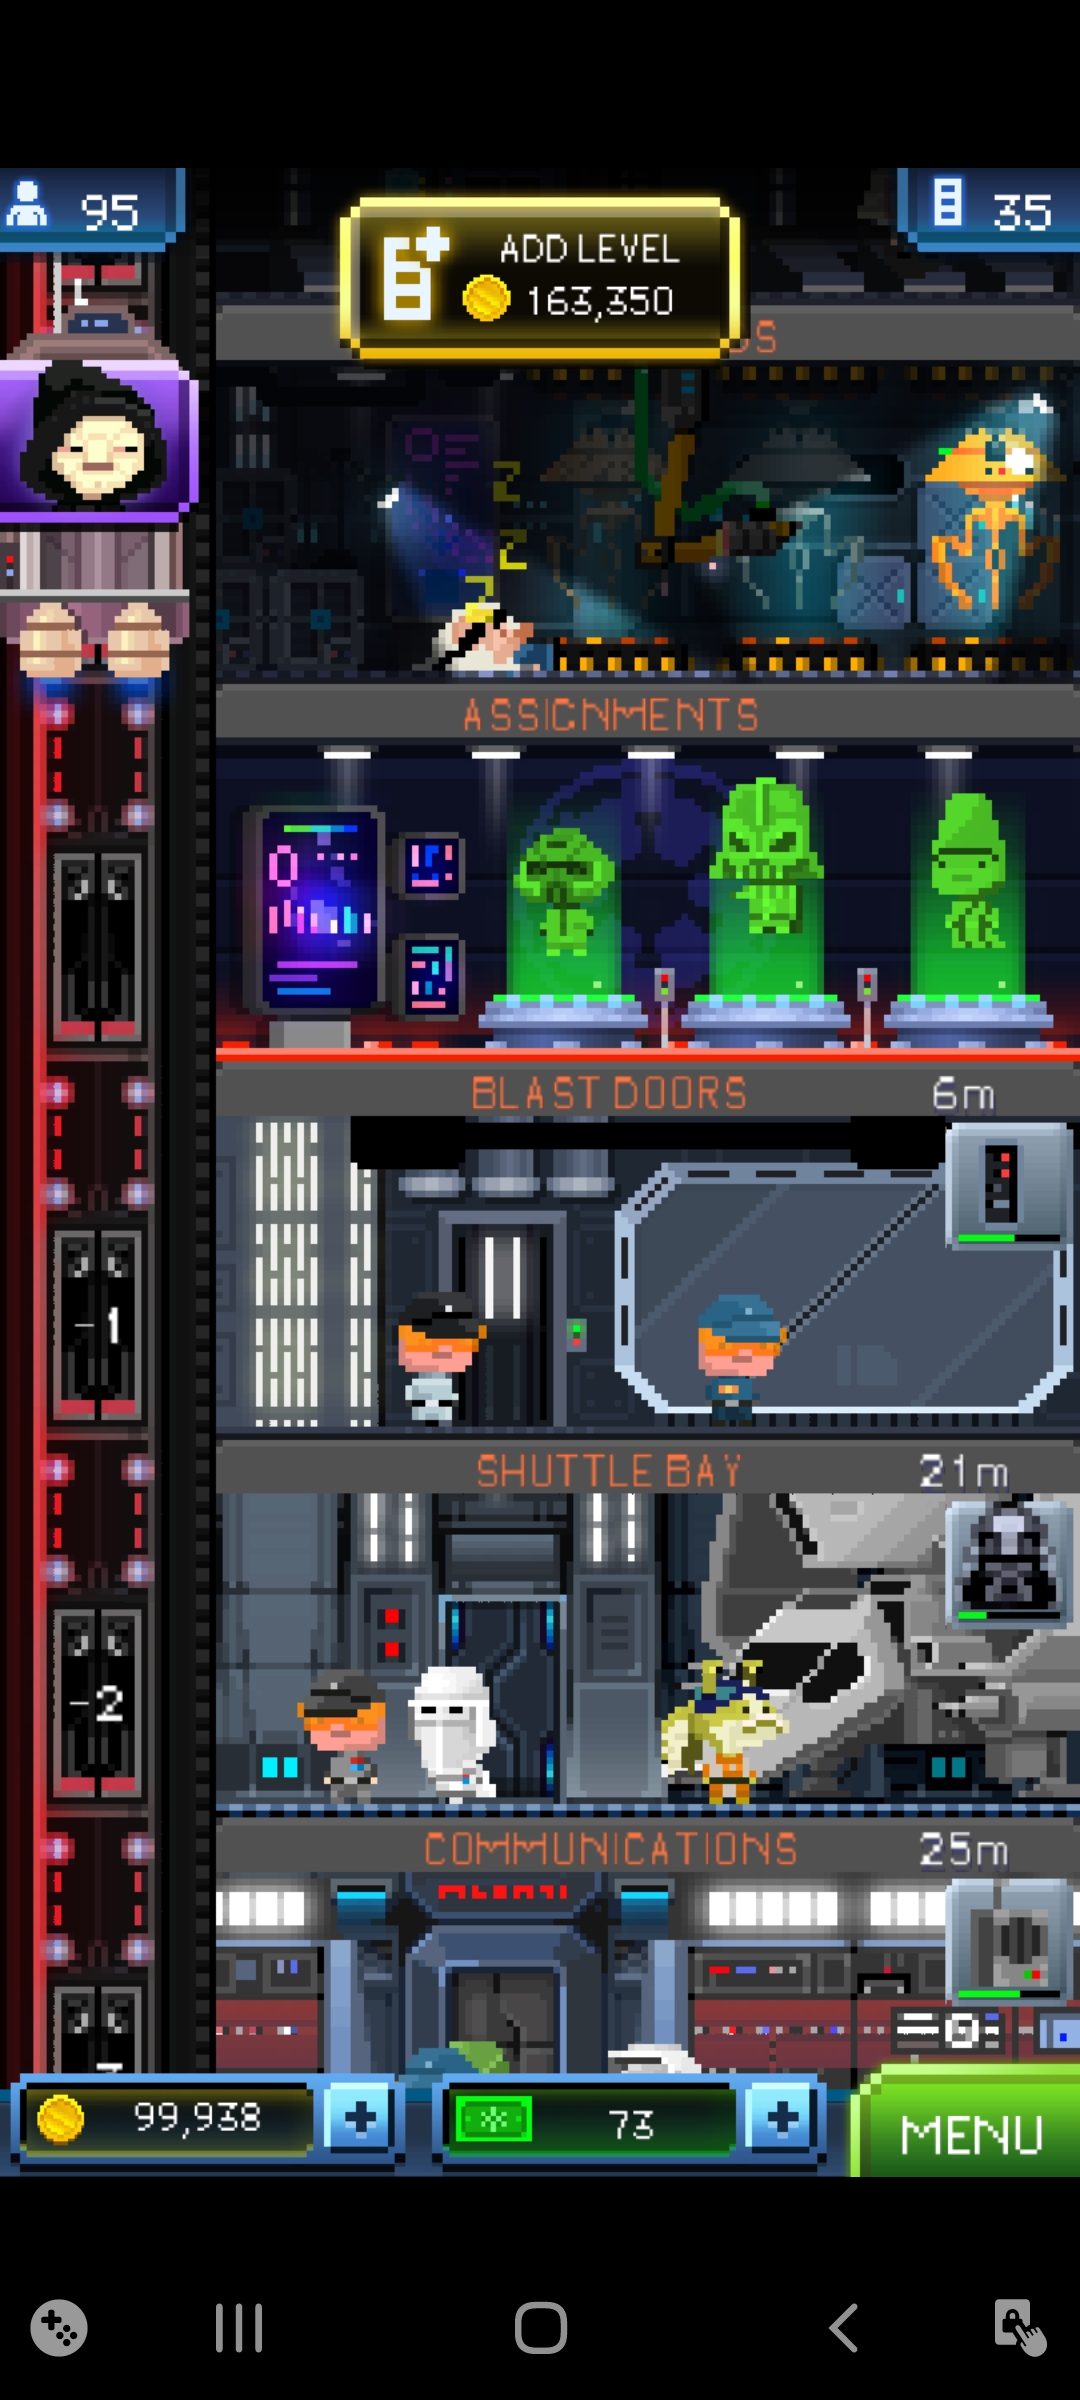 95
ADD LEVEL
163,350
35
DS
L
Z
Z
Z
ASSIGNMENTS
BLAST DOORS 6m
-1
SHUTTLE BAY 21m
-2
COMMUNICATIONS 25m
99,938
73
MENU